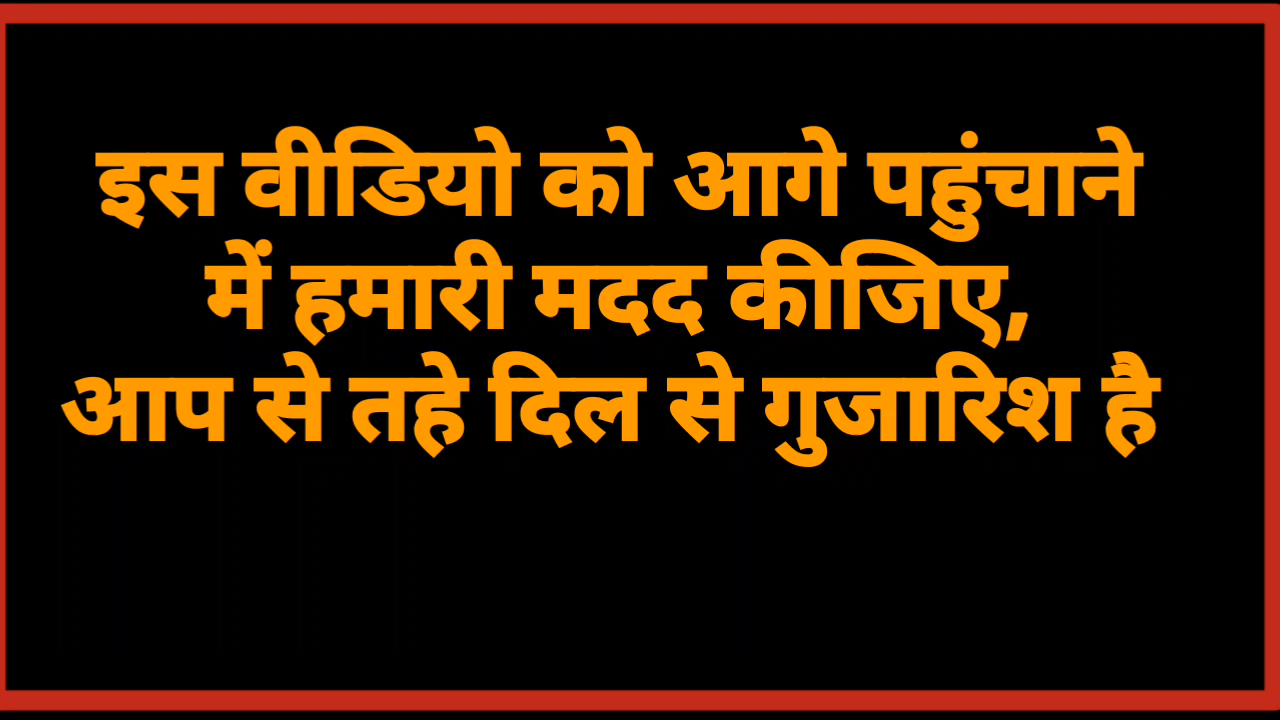 इस वीडियो को आगे पहुंचाने
में हमारी मदद कीजिए,
आप से तहे दिल से गुजारिश है